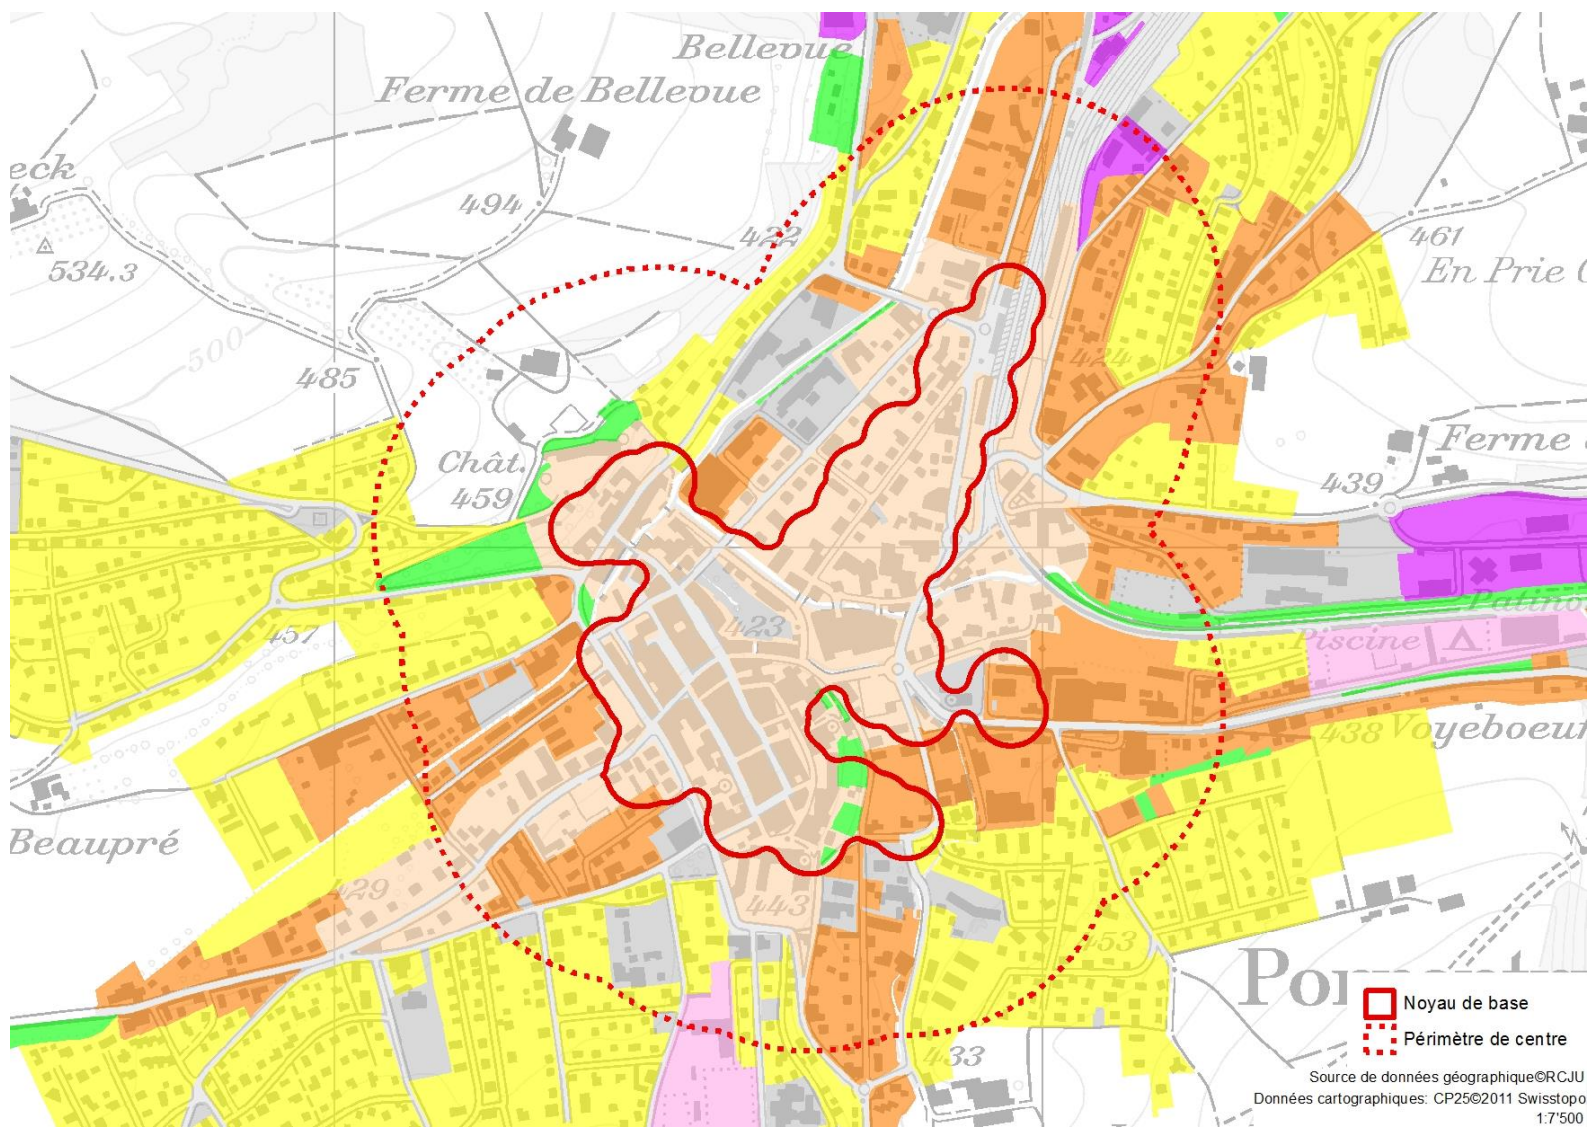 Bellevue
Ferme de Bellevue
eck
494
422
461
534.3
En Prie
500
485
424
Ferme
Chât.
459
439
423
457
Patino
Piscine
438 Voyeboeu
Beaupré
429
443
453
Po
433
Noyau de base
Périmètre de centre
Source de données géographique©RCJU
Données cartographiques: CP25©2011 Swisstopo
1:7'500